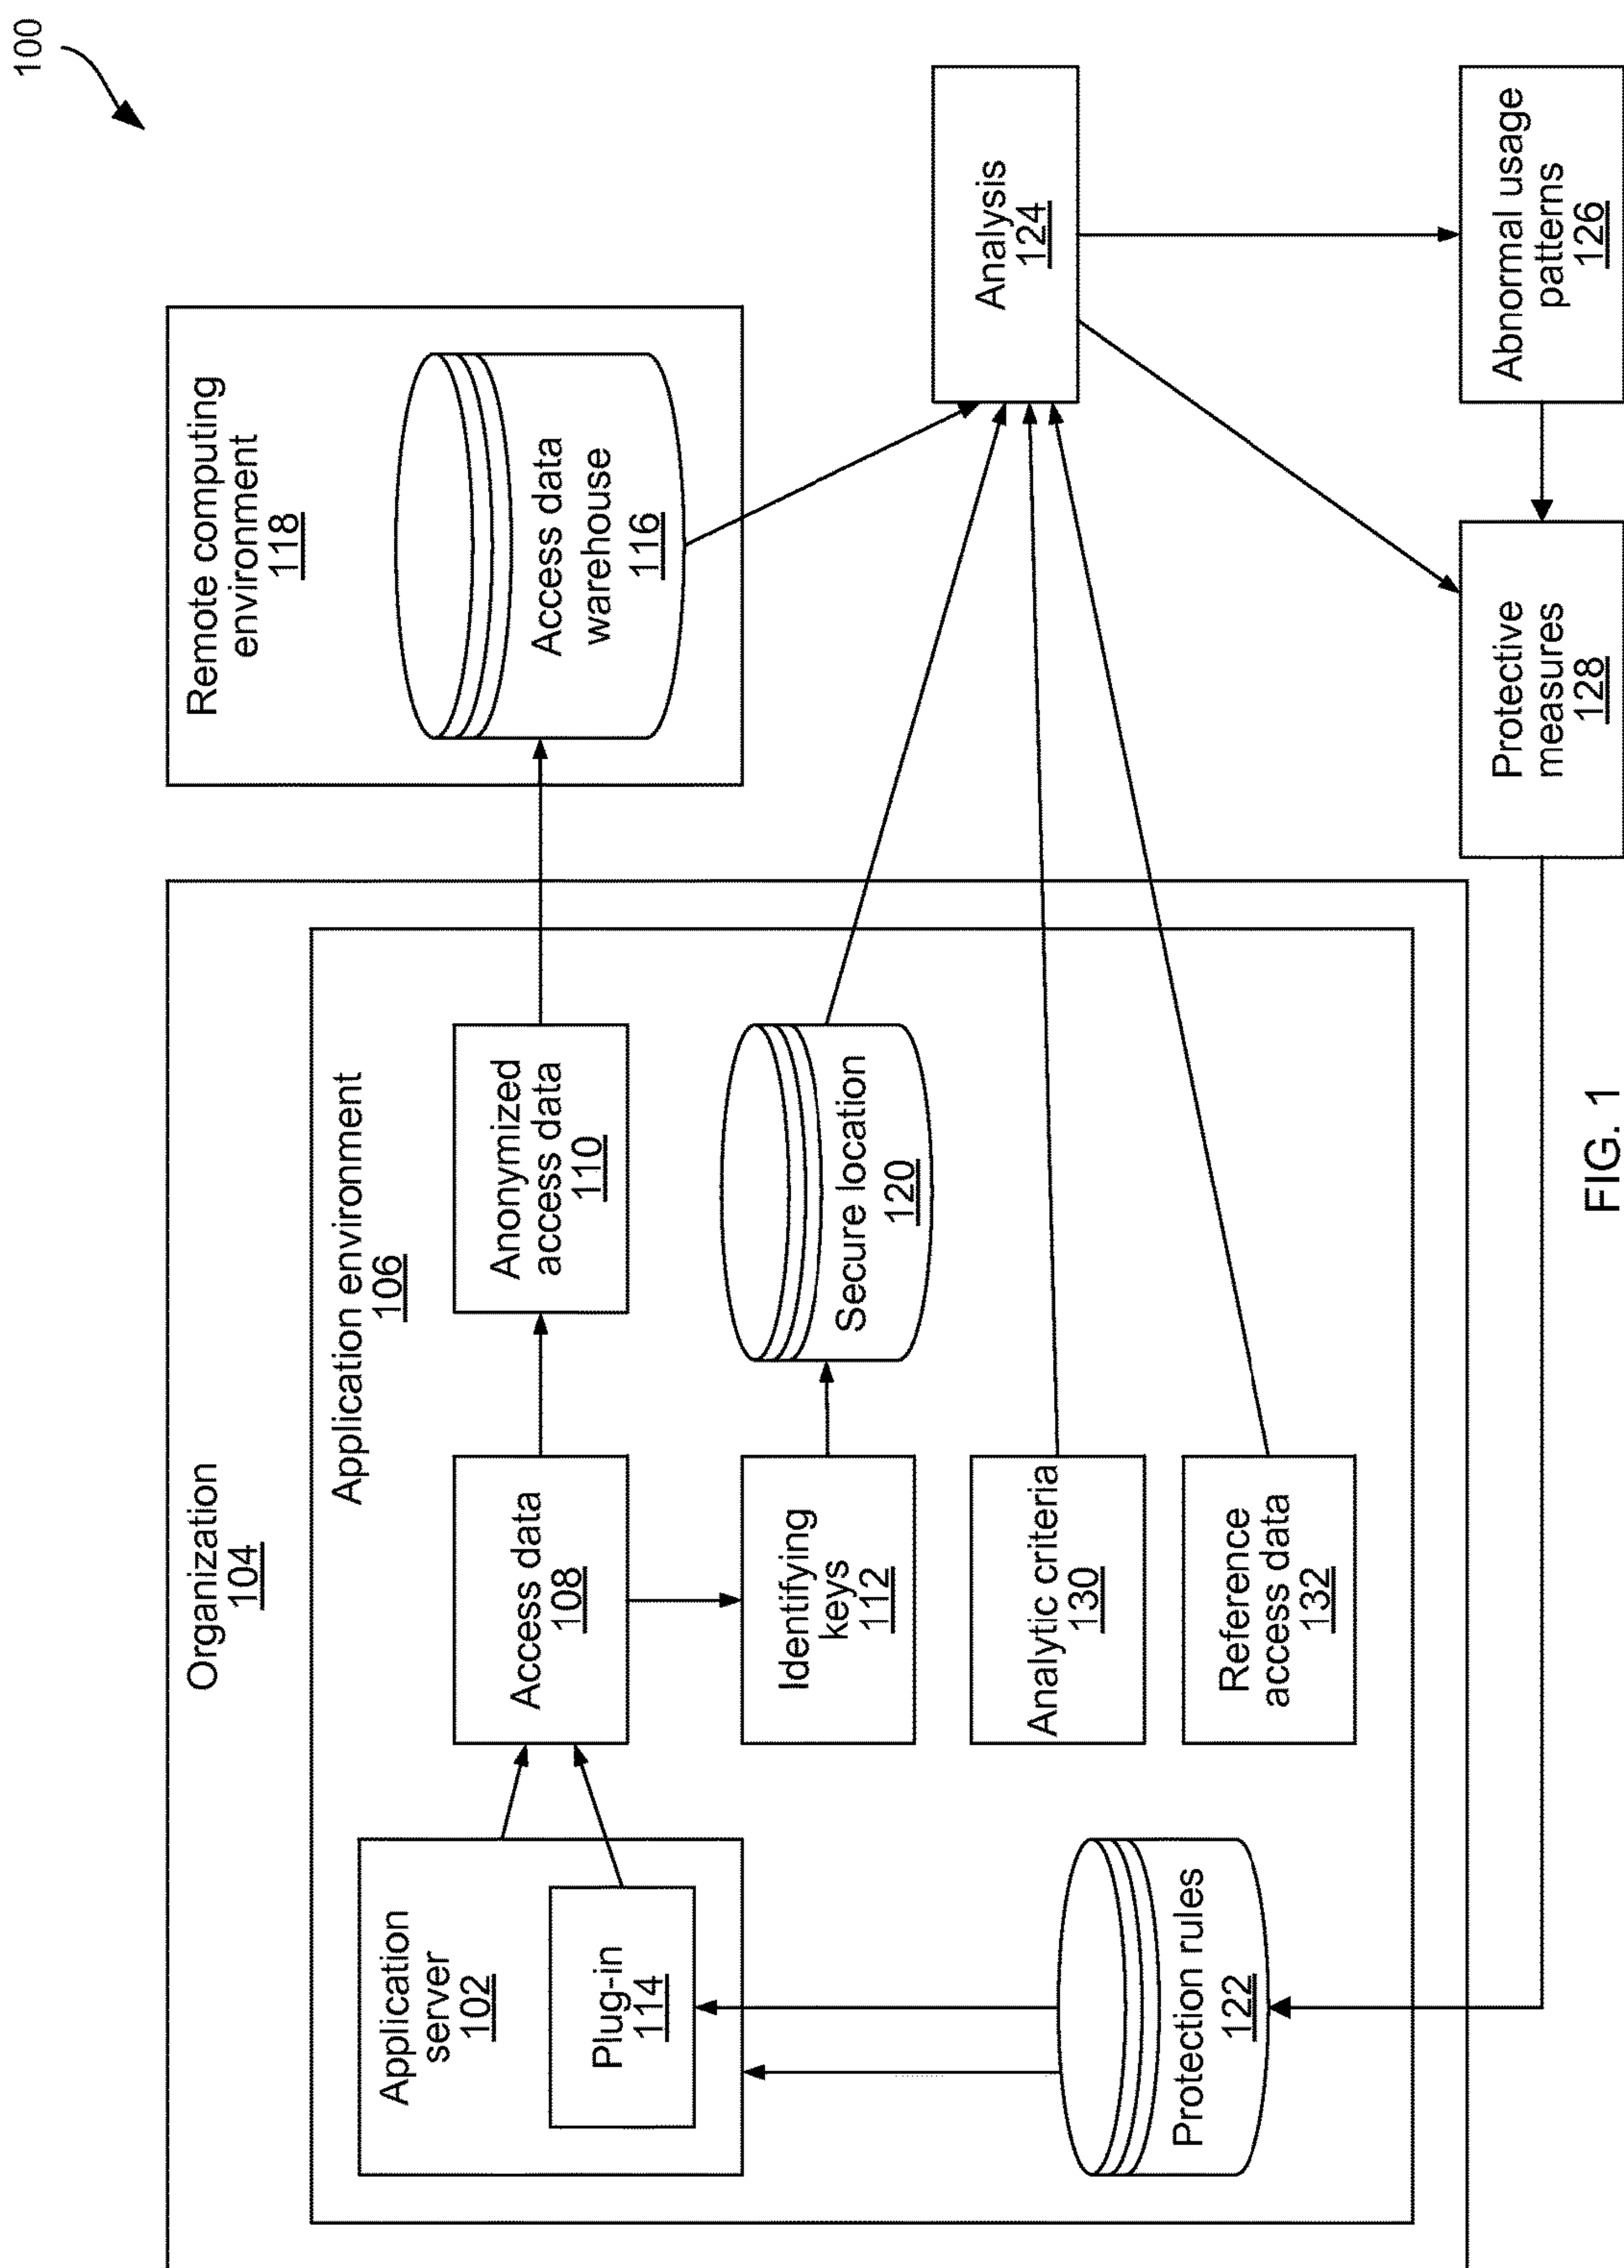 100
Organization
104
Application environment
106
Application
server
102
Plug-in
114
Access data
108
Anonymized
access data
110
Identifying
keys
112
Secure location
120
Analytic criteria
130
Reference
access data
132
Protection rules
122
Remote computing
environment
118
Access data
warehouse
116
Analysis
124
Protective
measures
128
Abnormal usage
patterns
126
FIG. 1